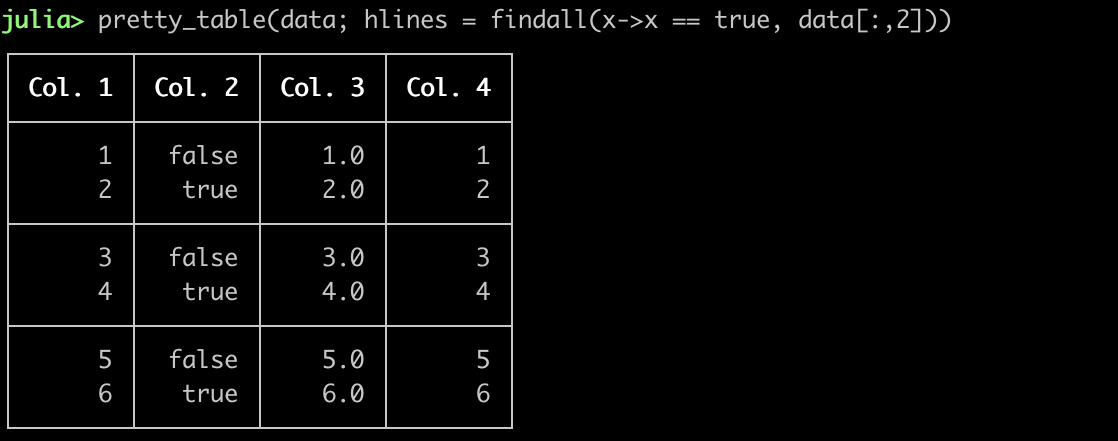 julia> pretty_table(data; hlines = findall(x->x == true, data[:,2]))
Col. 1 Col. 2 Col. 3 Col. 4
1 false 1.0 1
2 true 2.0 2
3 false 3.0 3
4 true 4.0 4
5 false 5.0 5
6 true 6.0 6